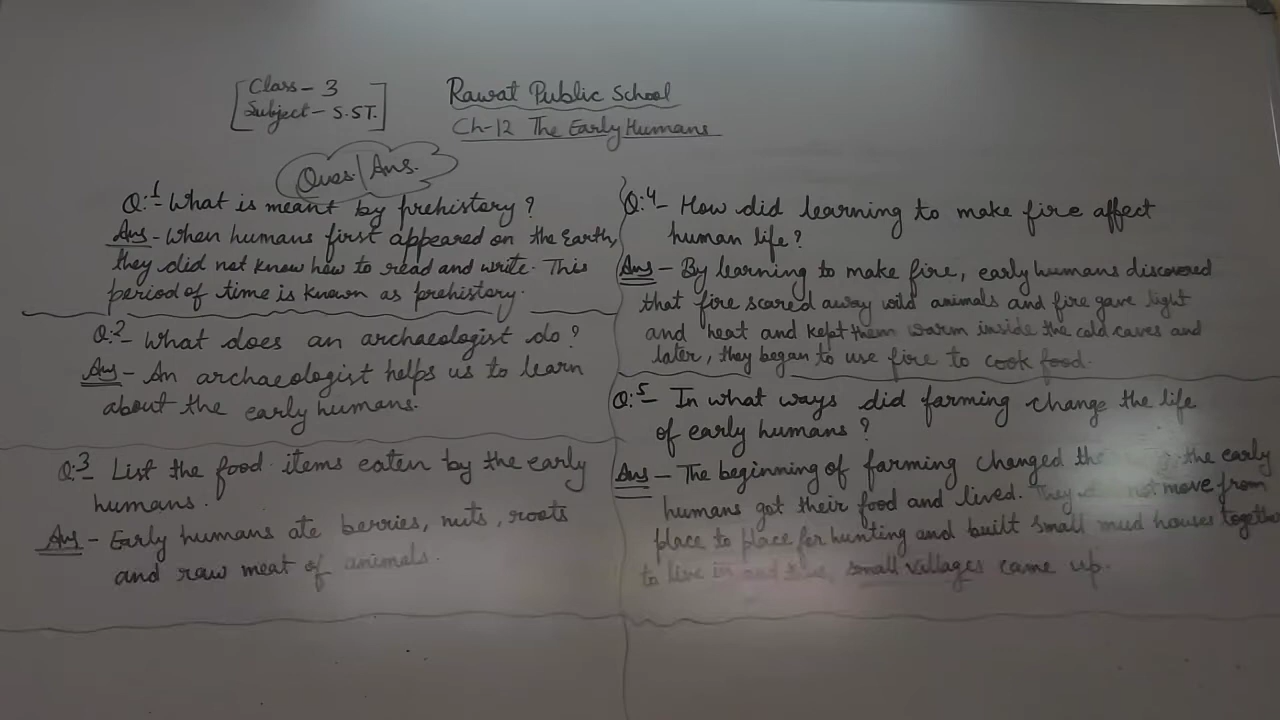 Class- 3
Subject- S.ST.
Rawat Public School
Ch-12 The Early Humans
Ques/Ans.
Q:1- What is meant by prehistory?
Ans- When humans first appeared on the Earth,
they did not know how to read and write. This
period of time is known as prehistory.
Q:2- What does an archaeologist do?
Ans- An archaeologist helps us to learn
about the early humans.
Q:3 List the food items eaten by the early
humans.
Ans- Early humans ate berries, nuts, roots
and raw meat of animals.
Q:4- How did learning to make fire affect
human life?
Ans- By learning to make fire, early humans discovered
that fire scared away wild animals and fire gave light
and heat and kept them warm inside the cold caves and
later, they began to use fire to cook food.
Q:5- In what ways did farming change the life
of early humans?
Ans- The beginning of farming changed the early
humans got their food and lived. They not move from
place to place for hunting and built small mud houses together
to live in and small villages came up.